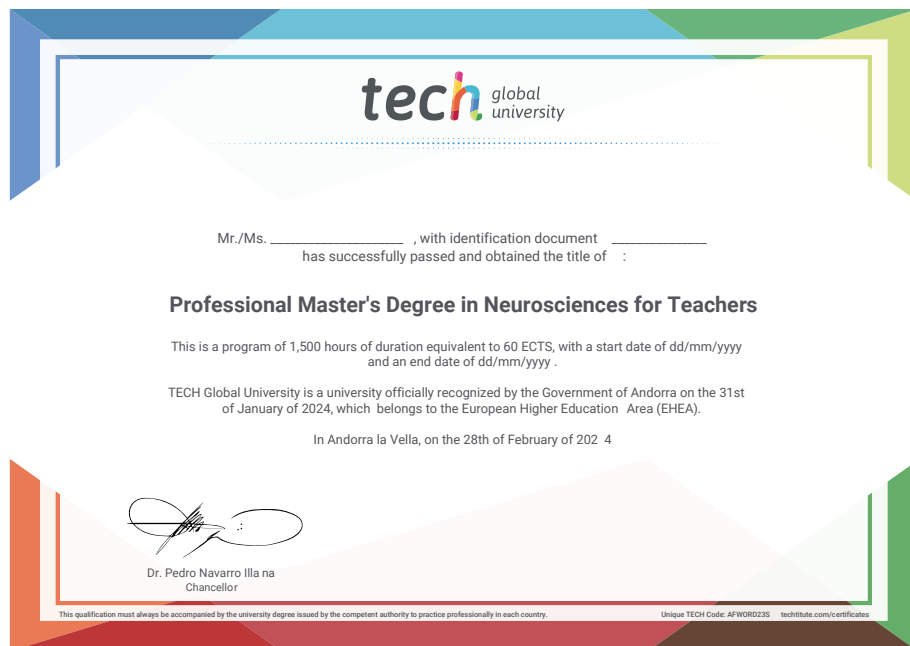 tech global
university
Mr./Ms. ____________________ , with identification document ______________
has successfully passed and obtained the title of :
Professional Master's Degree in Neurosciences for Teachers
This is a program of 1,500 hours of duration equivalent to 60 ECTS, with a start date of dd/mm/yyyy
and an end date of dd/mm/yyyy .
TECH Global University is a university officially recognized by the Government of Andorra on the 31st
of January of 2024, which belongs to the European Higher Education Area (EHEA).
In Andorra la Vella, on the 28th of February of 202 4
Dr. Pedro Navarro Illa na
Chancellor
This qualification must always be accompanied by the university degree issued by the competent authority to practice professionally in each country.
Unique TECH Code: AFWORD23S techtitute.com/certificates